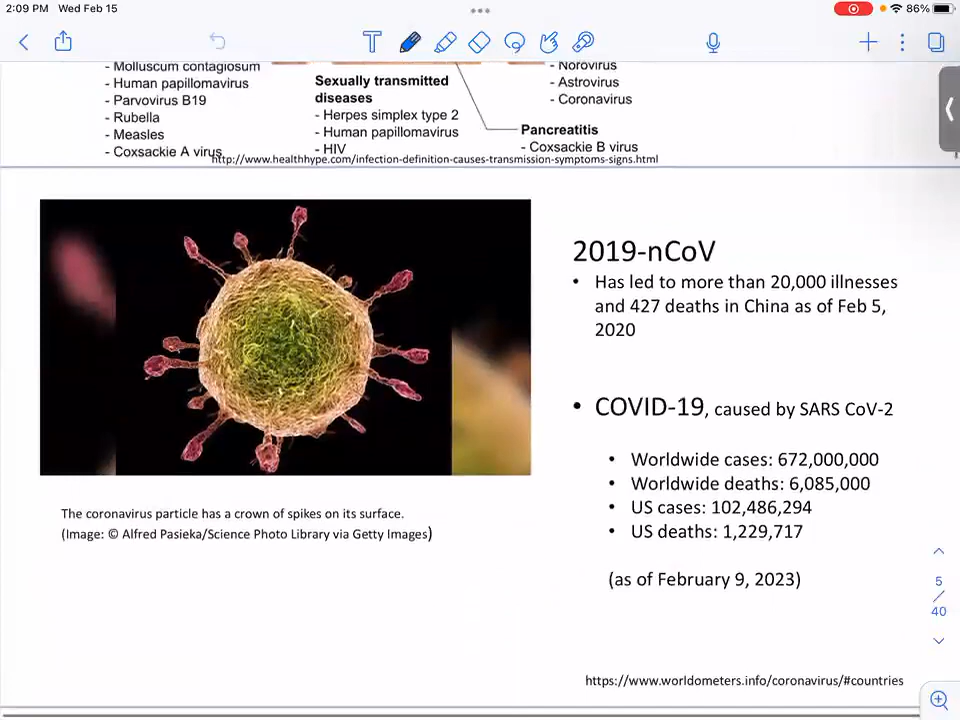 2:09 PM Wed Feb 15
86%
- Molluscum contagiosum
- Human papillomavirus
- Parvovirus B19
- Rubella
- Measles
- Coxsackie A virus
Sexually transmitted
diseases
- Herpes simplex type 2
- Human papillomavirus
- HIV
- Norovirus
- Astrovirus
- Coronavirus
Pancreatitis
- Coxsackie B virus
http://www.healthhype.com/infection-definition-causes-transmission-symptoms-signs.html
2019-nCoV
• Has led to more than 20,000 illnesses
and 427 deaths in China as of Feb 5,
2020
• COVID-19, caused by SARS CoV-2
• Worldwide cases: 672,000,000
• Worldwide deaths: 6,085,000
• US cases: 102,486,294
• US deaths: 1,229,717
(as of February 9, 2023)
The coronavirus particle has a crown of spikes on its surface.
(Image: © Alfred Pasieka/Science Photo Library via Getty Images)
https://www.worldometers.info/coronavirus/#countries
5
/
40